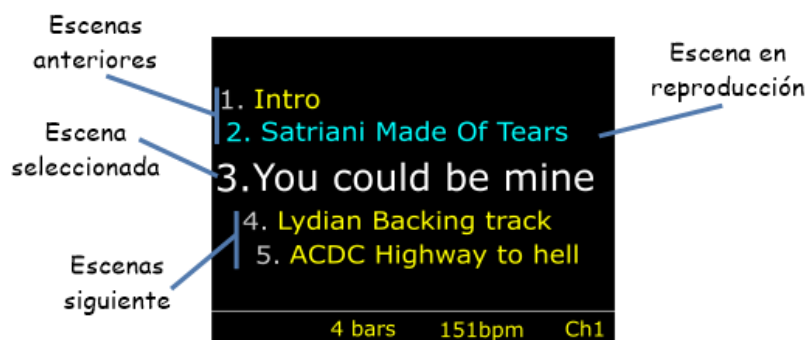 Escenas
anteriores
Escena
seleccionada
Escenas
siguiente
1. Intro
2. Satriani Made Of Tears
3.You could be mine
4. Lydian Backing track
5. ACDC Highway to hell
4 bars 151bpm Ch1
Escena en
reproducción